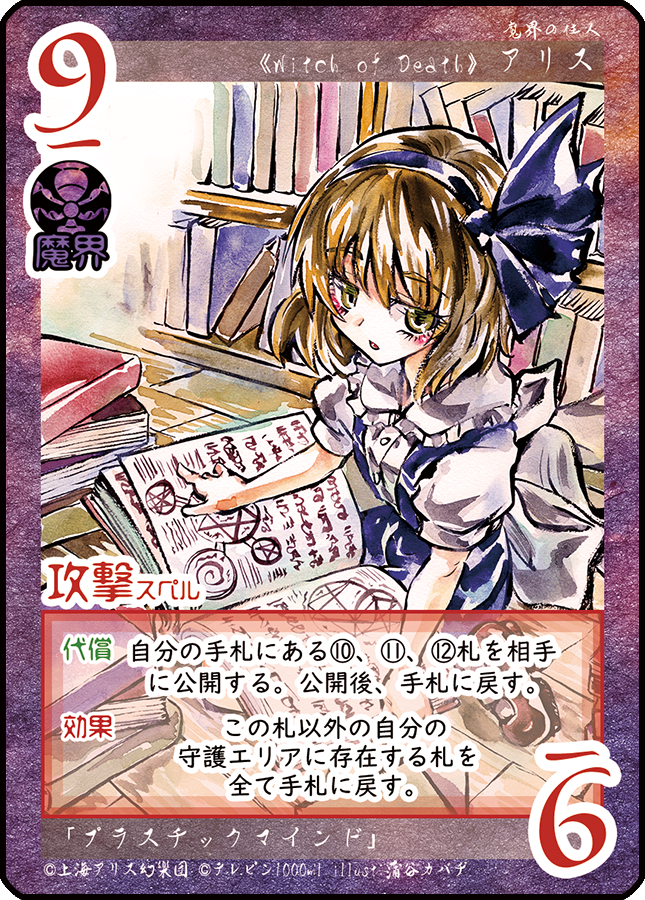 9
魔界の住人
《Witch of Death》 アリス
魔界
攻撃スペル
代償 自分の手札にある⑩、⑪、⑫札を相手
に公開する。公開後、手札に戻す。
効果 この札以外の自分の
守護エリアに存在する札を
全て手札に戻す。
9
「プラスチックマインド」
©上海アリス幻樂団 ©テレピン1000ml illust.蒲谷カバヂ